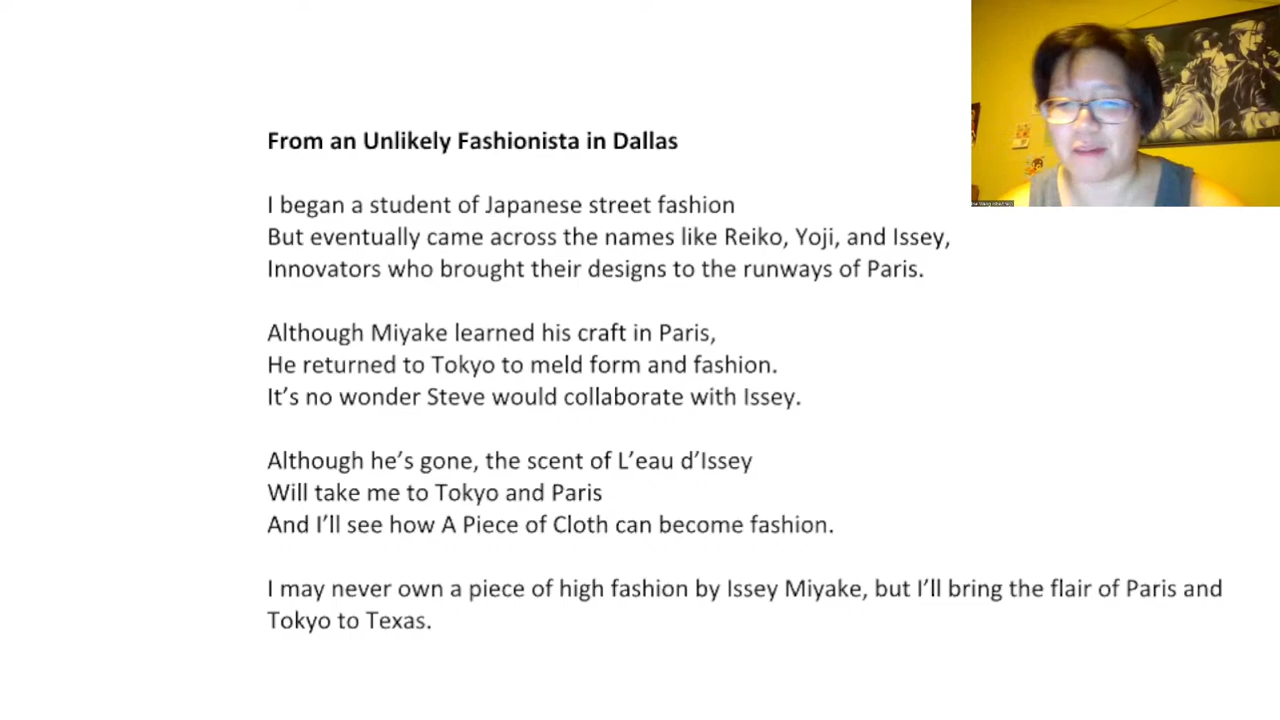 From an Unlikely Fashionista in Dallas
I began a student of Japanese street fashion
But eventually came across the names like Reiko, Yoji, and Issey,
Innovators who brought their designs to the runways of Paris.
Although Miyake learned his craft in Paris,
He returned to Tokyo to meld form and fashion.
It's no wonder Steve would collaborate with Issey.
Although he's gone, the scent of L'eau d'Issey
Will take me to Tokyo and Paris
And I'll see how A Piece of Cloth can become fashion.
I may never own a piece of high fashion by Issey Miyake, but I'll bring the flair of Paris and
Tokyo to Texas.